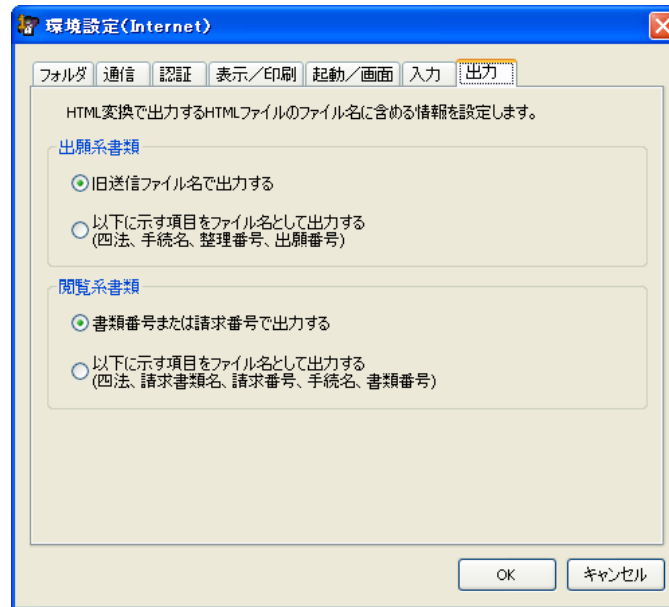 環境設定(Internet)
フォルダ 通信 認証 表示／印刷 起動／画面 入力 出力
HTML変換で出力するHTMLファイルのファイル名に含める情報を設定します。
出願系書類
旧送信ファイル名で出力する
以下に示す項目をファイル名として出力する
(四法、手続名、整理番号、出願番号)
閲覧系書類
書類番号または請求番号で出力する
以下に示す項目をファイル名として出力する
(四法、請求書類名、請求番号、手続名、書類番号)
OK キャンセル